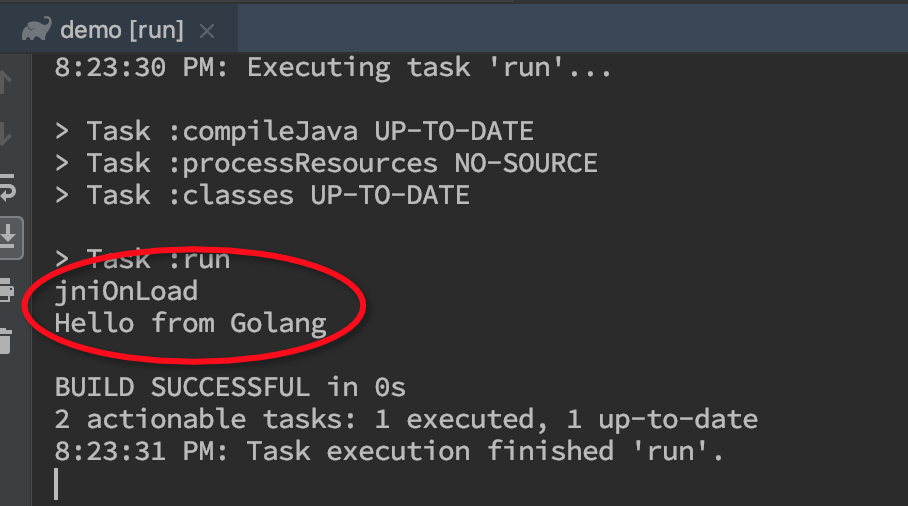 demo [run]
8:23:30 PM: Executing task 'run'...
> Task :compileJava UP-TO-DATE
> Task :processResources NO-SOURCE
> Task :classes UP-TO-DATE
> Task :run
jniOnLoad
Hello from Golang
BUILD SUCCESSFUL in 0s
2 actionable tasks: 1 executed, 1 up-to-date
8:23:31 PM: Task execution finished 'run'.